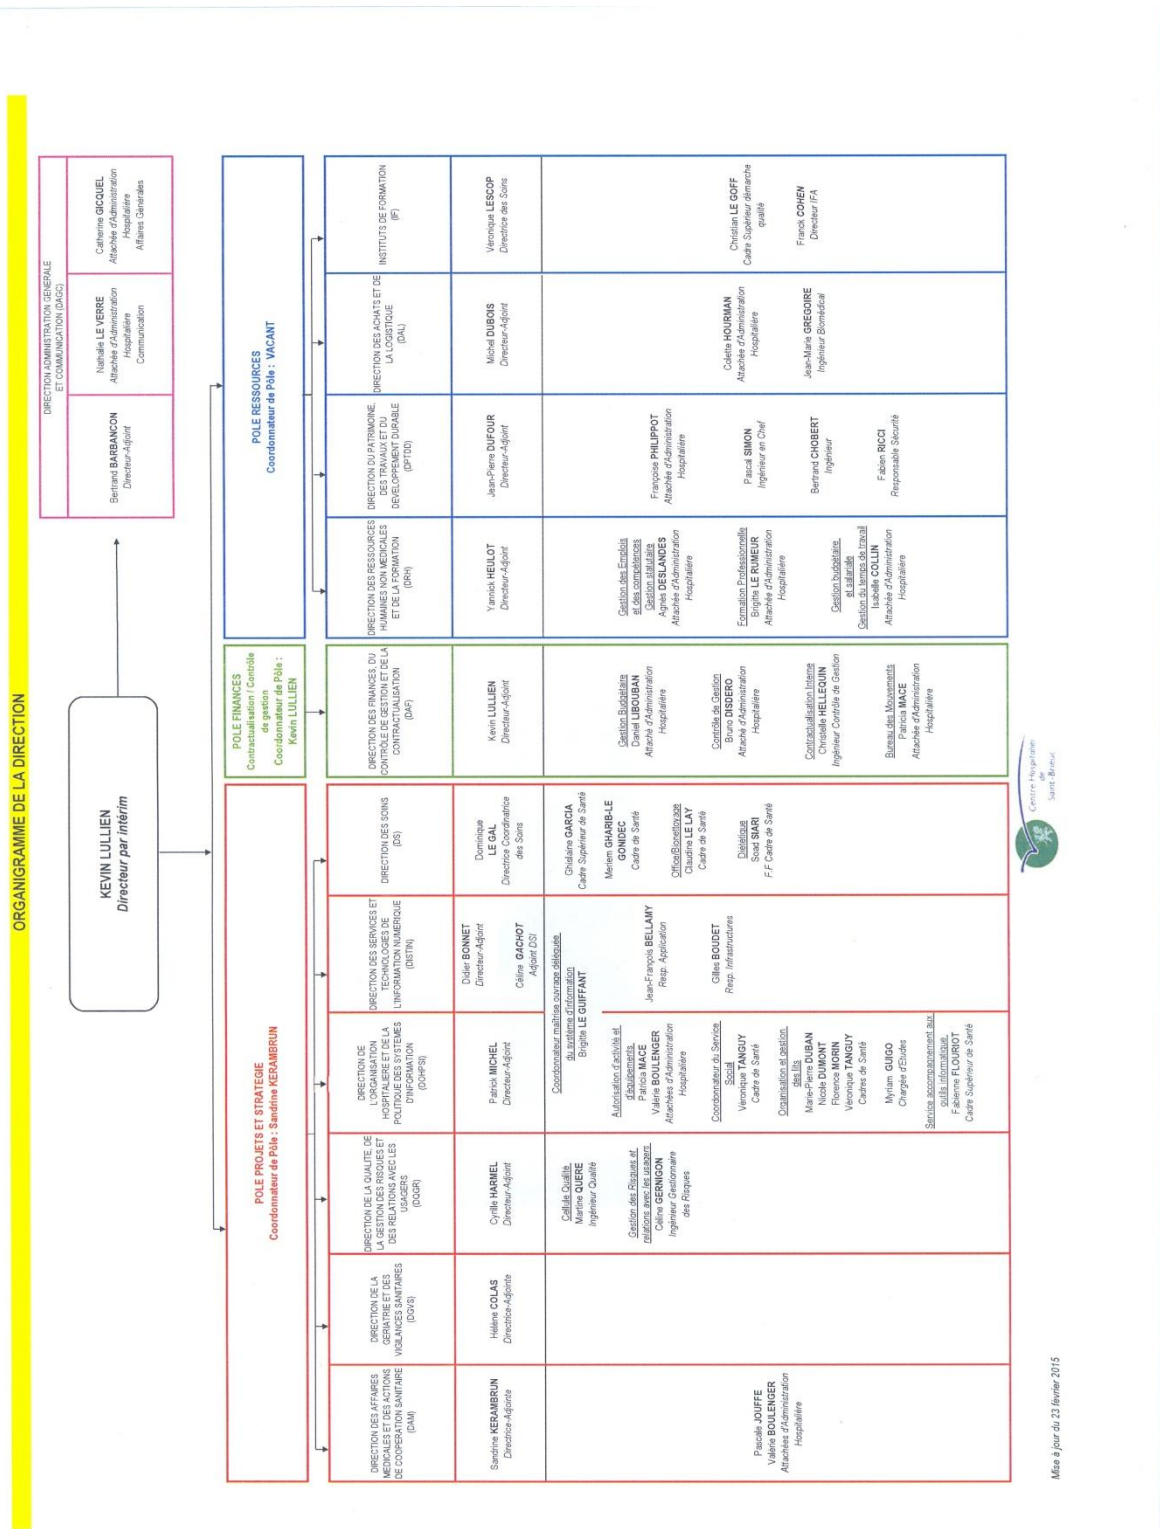 ORGANIGRAMME DE LA DIRECTION
KEVIN LULLIEN
Directeur par intérim
DIRECTION ADMINISTRATION GENERALE
ET COMMUNICATION (DAGC)
Bertrand BARBANCON
Directeur-Adjoint
Nathalie LE VERRE
Attachée d'Administration
Hospitalière
Communication
Catherine GICQUEL
Attachée d'Administration
Hospitalière
Affaires Générales
POLE PROJETS ET STRATEGIE
Coordonnateur de Pôle : Sandrine KERAMBRUN
POLE FINANCES
Contractualisation / Contrôle
de gestion
Coordonnateur de Pôle :
Kevin LULLIEN
POLE RESSOURCES
Coordonnateur de Pôle : VACANT
DIRECTION DES AFFAIRES
MEDICALES ET DES ACTIONS
DE COOPERATION SANITAIRE
(DAM)
Sandrine KERAMBRUN
Directrice-Adjointe
Pascale JOUFFE
Valérie BOULENGER
Attachées d'Administration
Hospitalière
DIRECTION DE LA
GERIATRIE ET DES
VIGILANCES SANITAIRES
(DGVS)
Hélène COLAS
Directrice-Adjointe
DIRECTION DE LA QUALITE, DE
LA GESTION DES RISQUES ET
DES RELATIONS AVEC LES
USAGERS
(DQGR)
Cyrille HARMEL
Directeur-Adjoint
Cellule Qualité
Martine QUERE
Ingénieur Qualité
Gestion des Risques et
relations avec les usagers
Céline GERNIGON
Ingénieur Gestionnaire
des Risques
DIRECTION DE
L'ORGANISATION
HOSPITALIERE ET DE LA
POLITIQUE DES SYSTEMES
D'INFORMATION
(DOHPSI)
Patrick MICHEL
Directeur-Adjoint
Coordonnateur maîtrise ouvrage déléguée
du système d'information
Brigitte LE GUIFFANT
Autorisation d'activité et
d'équipements
Patricia MACE
Valérie BOULENGER
Attachées d'Administration
Hospitalière
Coordonnateur du Service
Social
Véronique TANGUY
Cadre de Santé
Organisation et gestion
des lits
Marie-Pierre DUBAN
Nicole DUMONT
Florence MORIN
Véronique TANGUY
Cadres de Santé
Myriam GUIGO
Chargée d'Etudes
Service accompagnement aux
outils informatique
Fabienne FLOURIOT
Cadre Supérieur de Santé
DIRECTION DES SERVICES ET
TECHNOLOGIES DE
L'INFORMATION NUMERIQUE
(DISTIN)
Didier BONNET
Directeur-Adjoint
Céline GACHOT
Adjoint DSI
Jean-François BELLAMY
Resp. Application
Gilles BOUDET
Resp. Infrastructures
DIRECTION DES SOINS
(DS)
Dominique
LE GAL
Directrice Coordinatrice
des Soins
Ghislaine GARCIA
Cadre Supérieur de Santé
Meriem GHARIB-LE
GONDEC
Cadre de Santé
Office/Bionettoyage
Claudine LE LAY
Cadre de Santé
Diététique
Soad SIARI
F.F Cadre de Santé
DIRECTION DES FINANCES, DU
CONTRÔLE DE GESTION ET DE LA
CONTRACTUALISATION
(DAF)
Kevin LULLIEN
Directeur-Adjoint
Gestion Budgétaire
Daniel LIBOUBAN
Attaché d'Administration
Hospitalière
Contrôle de Gestion
Bruno DISDERO
Attaché d'Administration
Hospitalière
Contractualisation Interne
Christelle HELLEQUIN
Ingénieur Contrôle de Gestion
Bureau des Mouvements
Patricia MACE
Attachée d'Administration
Hospitalière
DIRECTION DES RESSOURCES
HUMAINES NON MEDICALES
ET DE LA FORMATION
(DRH)
Yannick HEULOT
Directeur-Adjoint
Gestion des Emplois
et des compétences
Gestion statutaire
Agnès DESLANDES
Attachée d'Administration
Hospitalière
Formation Professionnelle
Brigitte LE RUMEUR
Attachée d'Administration
Hospitalière
Gestion budgétaire
et salariale
Gestion du temps de travail
Isabelle COLLIN
Attachée d'Administration
Hospitalière
DIRECTION DU PATRIMOINE,
DES TRAVAUX ET DU
DEVELOPPEMENT DURABLE
(DPTDD)
Jean-Pierre DUFOUR
Directeur-Adjoint
Françoise PHILIPPOT
Attachée d'Administration
Hospitalière
Pascal SIMON
Ingénieur en Chef
Bertrand CHOBERT
Ingénieur
Fabien RICCI
Responsable Sécurité
DIRECTION DES ACHATS ET DE
LA LOGISTIQUE
(DAL)
Michel DUBOIS
Directeur-Adjoint
Colette HOURMAN
Attachée d'Administration
Hospitalière
Jean-Marie GREGOIRE
Ingénieur Biomédical
INSTITUTS DE FORMATION
(IF)
Véronique LESCOP
Directrice des Soins
Christian LE GOFF
Cadre Supérieur démarche
qualité
Franck COHEN
Directeur IFA
Mise à jour du 23 février 2015
Centre Hospitalier
de
Saint-Brieuc